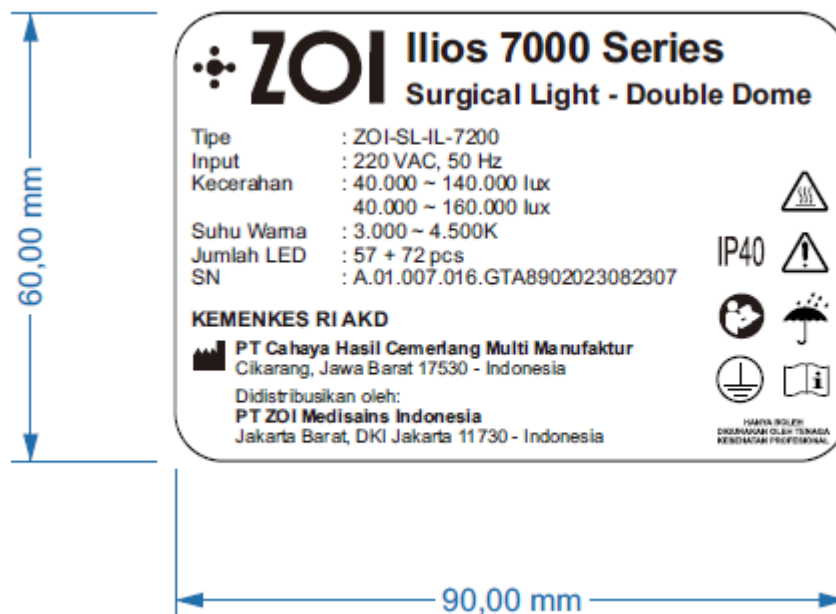 ZOI
Ilios 7000 Series
Surgical Light - Double Dome
Tipe : ZOI-SL-IL-7200
Input : 220 VAC, 50 Hz
Kecerahan : 40.000 ~ 140.000 lux
40.000 ~ 160.000 lux
Suhu Warna : 3.000 ~ 4.500K
Jumlah LED : 57 + 72 pcs
SN : A.01.007.016.GTA8902023082307
IP40
KEMENKES RI AKD
PT Cahaya Hasil Cemerlang Multi Manufaktur
Cikarang, Jawa Barat 17530 - Indonesia
Didistribusikan oleh:
PT ZOI Medisains Indonesia
Jakarta Barat, DKI Jakarta 11730 - Indonesia
HANYA BOLEH
DIGUNAKAN OLEH TENAGA
KESEHATAN PROFESIONAL
60,00 mm
90,00 mm